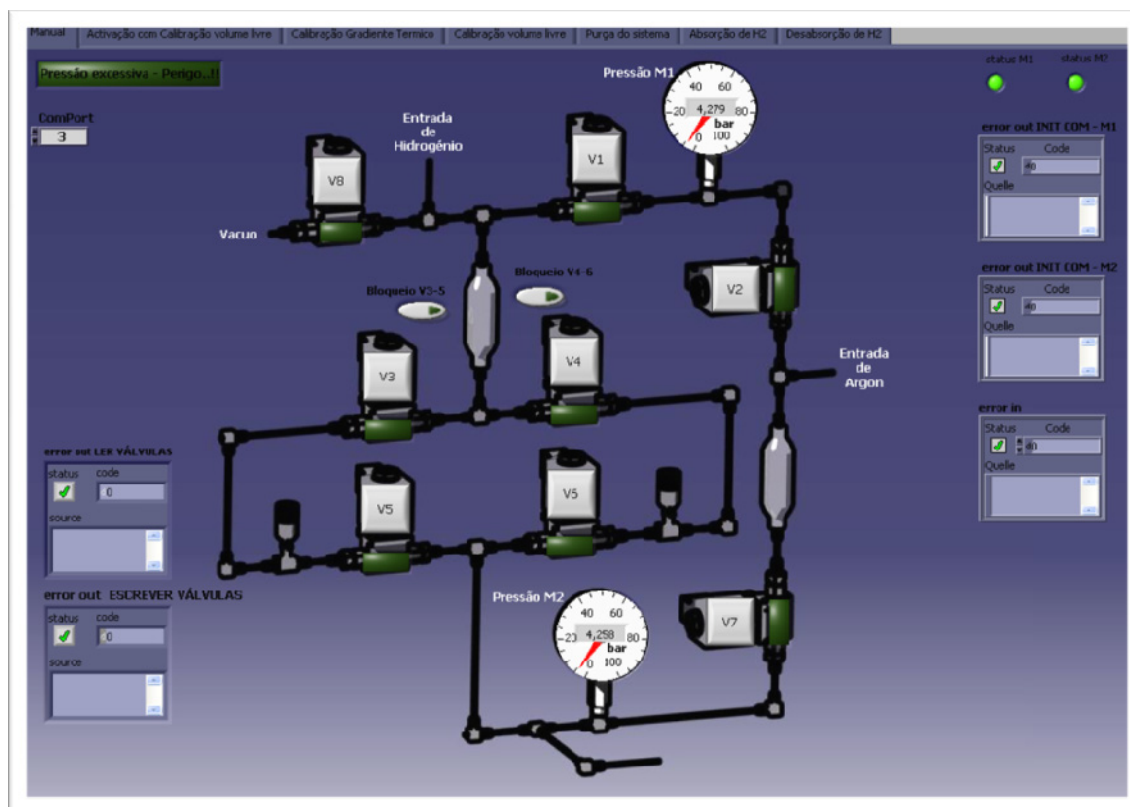 Manual
Activação com Calibração volume livre
Calibração Gradiente Termico
Calibração volume livre
Purga do sistema
Absorção de H2
Desabsorção de H2
Pressão excessiva - Perigo..!!
ComPort
3
Entrada
de
Hidrogénio
Vacuo
V8
V1
Pressão M1
20
40
60
80
100
0
4,279
bar
status M1
status M2
error out INIT COM - M1
Status
Code
Quelle
Bloqueio V3-5
Bloqueio V4-6
V2
error out INIT COM - M2
Status
Code
Quelle
V3
V4
Entrada
de
Argon
error in
Status
Code
Quelle
error out LER VÁLVULAS
status
code
0
source
V5
V5
error out ESCREVER VÁLVULAS
status
code
0
source
Pressão M2
40
60
80
0
4,258
bar
V7